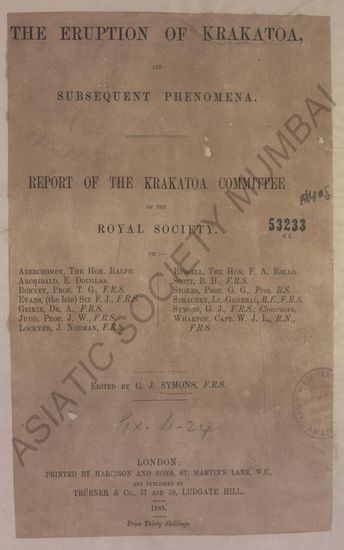 THE ERUPTION OF KRAKATOA,
AND
SUBSEQUENT PHENOMENA.
REPORT OF THE KRAKATOA COMMITTEE
OF THE
ROYAL SOCIETY,
VIZ.:—
ABERCROMBY, THE HON. RALPH.
ARCHIBALD, E. DOUGLAS.
BONNEY, PROF. T. G., F.R.S.
EVANS, (the late) SIR F. J., F.R.S.
GEIKIE, DR. A., F.R.S.
JUDD, PROF. J. W., F.R.S.
LOCKYER, J. NORMAN, F.R.S.
RUSSELL, THE HON. F. A. ROLLO.
SCOTT, R. H., F.R.S.
STOKES, PROF. G. G., Pres. R.S.
STRACHEY, LT.-GENERAL, R.E., F.R.S.
SYMONS, G. J., F.R.S., Chairman.
WHARTON, CAPT. W. J. L., R.N.,
F.R.S.
53233
EDITED BY G. J. SYMONS, F.R.S.
LONDON:
PRINTED BY HARRISON AND SONS, ST. MARTIN'S LANE, W.C.,
AND PUBLISHED BY
TRÜBNER & CO., 57 AND 59, LUDGATE HILL.
1888.
Price Thirty Shillings.
ASIATIC SOCIETY MUMBAI